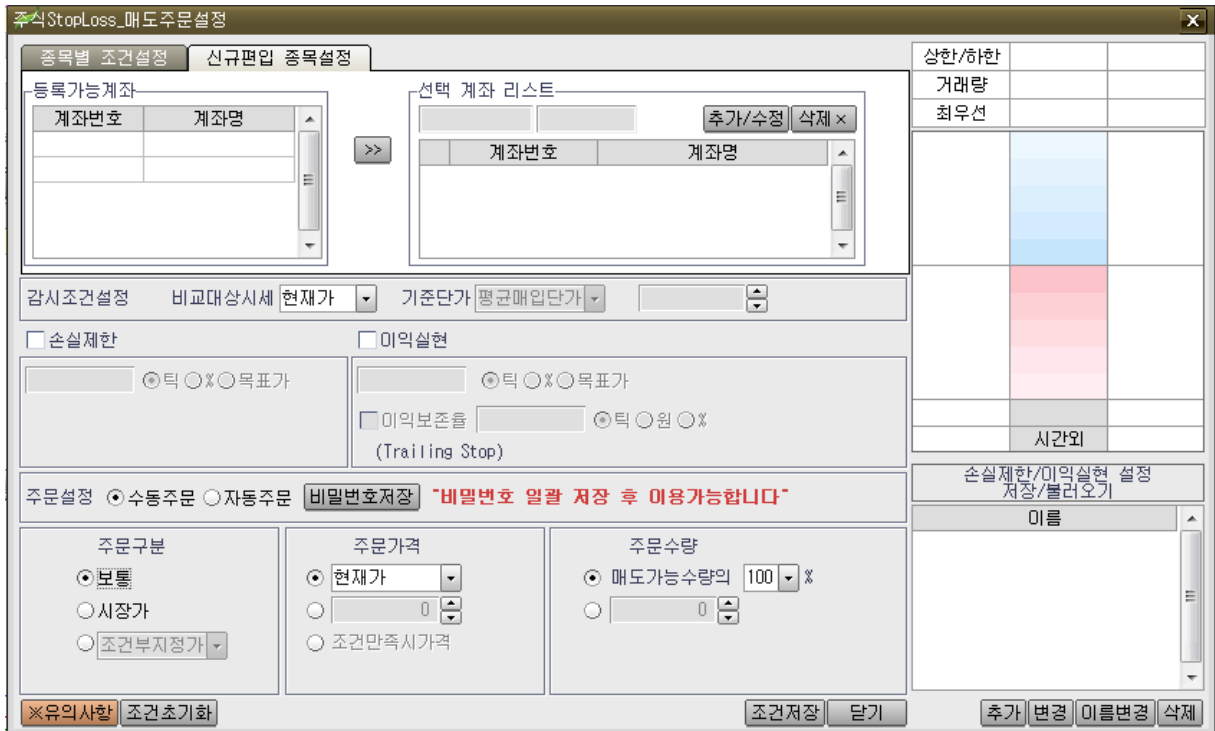 주식StopLoss_매도주문설정
종목별 조건설정 신규편입 종목설정
등록가능계좌
계좌번호 계좌명
>>
선택 계좌 리스트
추가/수정 삭제×
계좌번호 계좌명
감시조건설정 비교대상시세 현재가 기준단가 평균매입단가
손실제한 이익실현
틱 % 목표가
틱 % 목표가
이익보존율 틱 원 %
(Trailing Stop)
주문설정 수동주문 자동주문 비밀번호저장 "비밀번호 일괄 저장 후 이용가능합니다"
주문구분
보통
시장가
조건부지정가
주문가격
현재가
0
조건만족시가격
주문수량
매도가능수량의 100 %
0
※유의사항 조건초기화 조건저장 닫기
상한/하한
거래량
최우선
시간외
손실제한/이익실현 설정
저장/불러오기
이름
추가 변경 이름변경 삭제